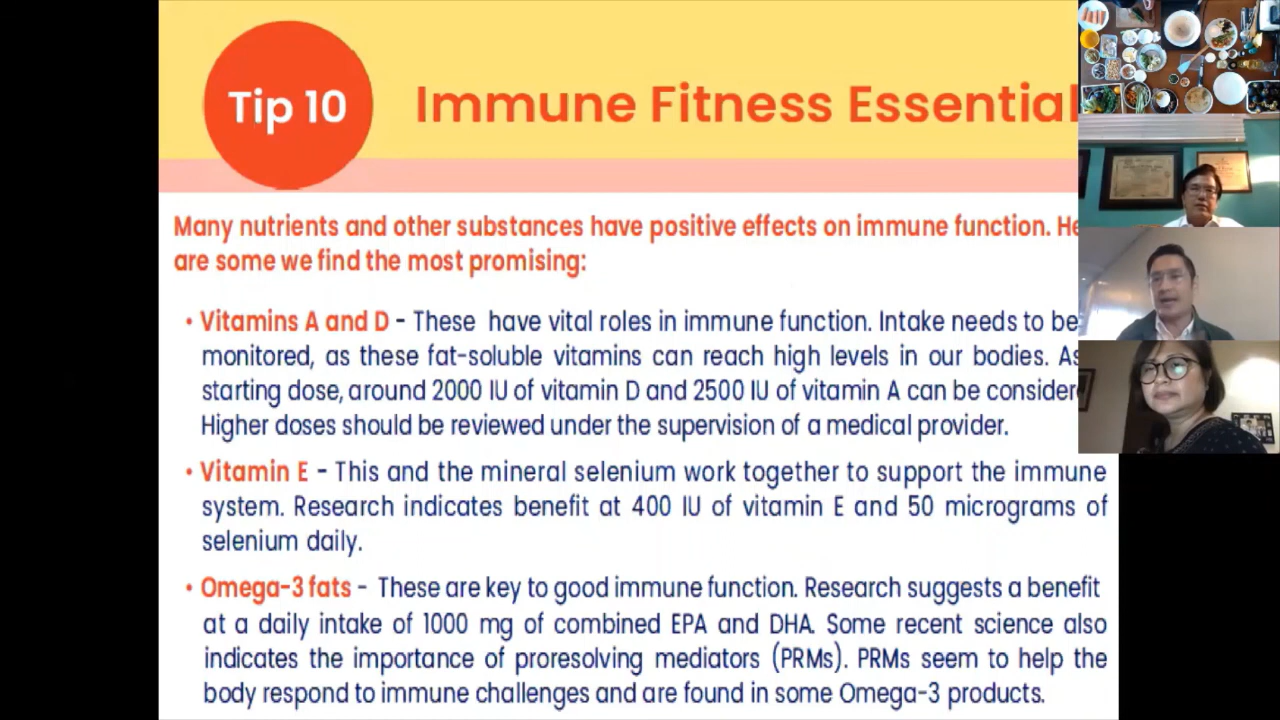 Tip 10
Immune Fitness Essential
Many nutrients and other substances have positive effects on immune function.
are some we find the most promising:
• Vitamins A and D - These have vital roles in immune function. Intake needs to be
monitored, as these fat-soluble vitamins can reach high levels in our bodies. As
starting dose, around 2000 IU of vitamin D and 2500 IU of vitamin A can be
Higher doses should be reviewed under the supervision of a medical provider.
• Vitamin E - This and the mineral selenium work together to support the immune
system. Research indicates benefit at 400 IU of vitamin E and 50 micrograms of
selenium daily.
• Omega-3 fats - These are key to good immune function. Research suggests a benefit
at a daily intake of 1000 mg of combined EPA and DHA. Some recent science also
indicates the importance of proresolving mediators (PRMs). PRMs seem to help the
body respond to immune challenges and are found in some Omega-3 products.